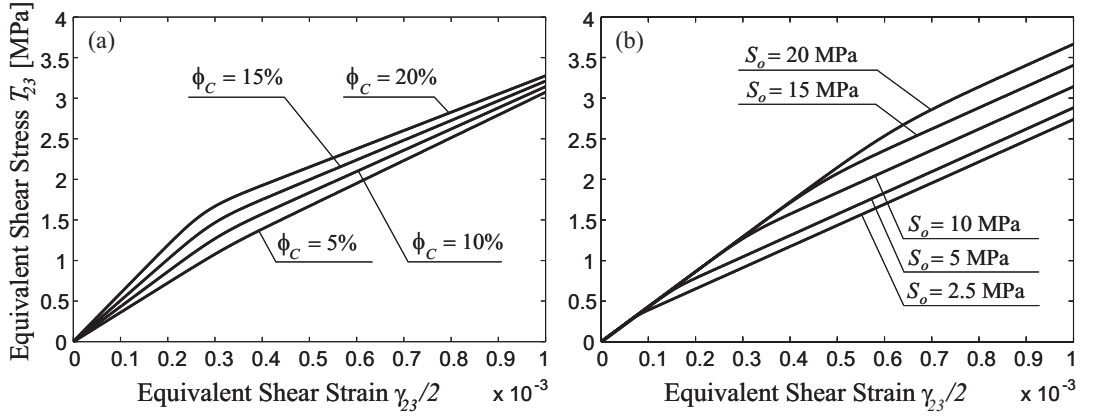 Equivalent Shear Stress T23 [MPa]
4
3.5
3
2.5
2
1.5
1
0.5
0
(a)
ϕC = 15%
ϕC = 20%
ϕC = 5%
ϕC = 10%
0 0.1 0.2 0.3 0.4 0.5 0.6 0.7 0.8 0.9 1
Equivalent Shear Strain γ23/2 x 10-3
4
3.5
3
2.5
2
1.5
1
0.5
0
(b)
So = 20 MPa
So = 15 MPa
So = 10 MPa
So = 5 MPa
So = 2.5 MPa
0 0.1 0.2 0.3 0.4 0.5 0.6 0.7 0.8 0.9 1
Equivalent Shear Strain γ23/2 x 10-3